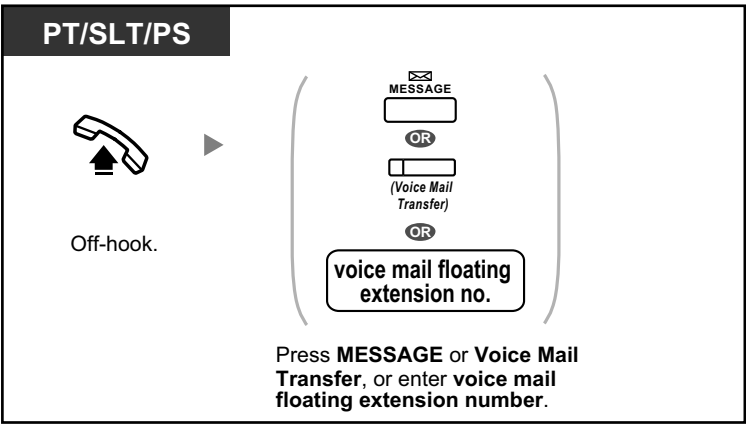 PT/SLT/PS
MESSAGE
OR
(Voice Mail
Transfer)
OR
voice mail floating
extension no.
Off-hook.
Press MESSAGE or Voice Mail
Transfer, or enter voice mail
floating extension number.